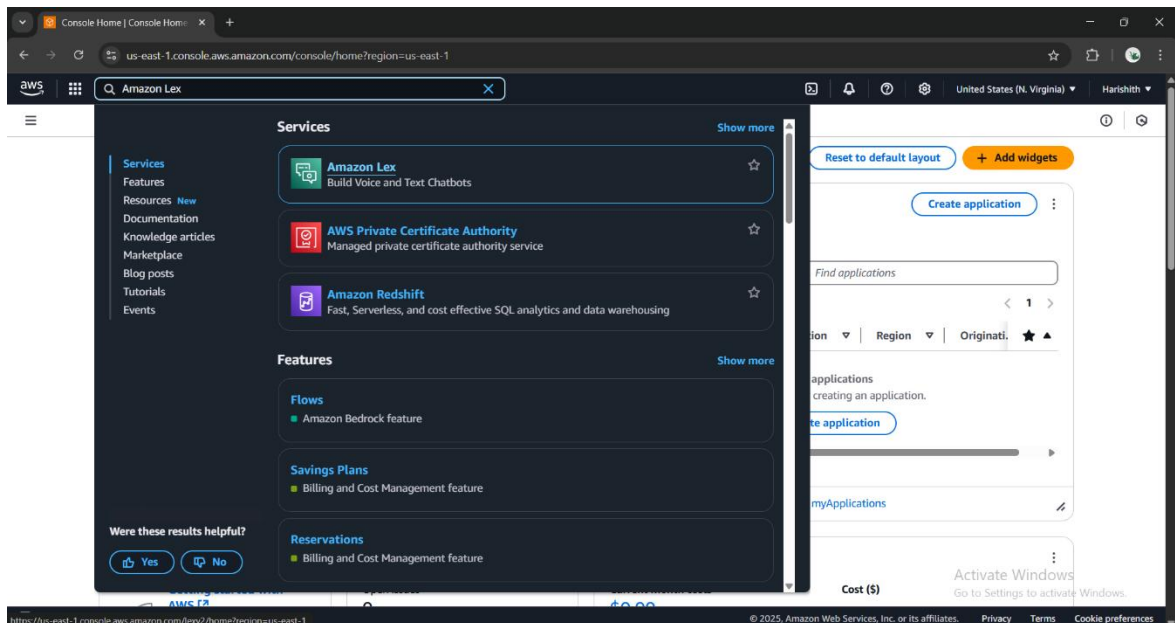 Console Home | Console Home
us-east-1.console.aws.amazon.com/console/home?region=us-east-1
aws
Amazon Lex
United States (N. Virginia) ▼
Harishith ▼
Services
Show more
Services
Features
Resources New
Documentation
Knowledge articles
Marketplace
Blog posts
Tutorials
Events
Amazon Lex
Build Voice and Text Chatbots
AWS Private Certificate Authority
Managed private certificate authority service
Amazon Redshift
Fast, Serverless, and cost effective SQL analytics and data warehousing
Features
Show more
Flows
Amazon Bedrock feature
Savings Plans
Billing and Cost Management feature
Reservations
Billing and Cost Management feature
Were these results helpful?
Yes
No
Reset to default layout
+ Add widgets
Create application
Find applications
1
Region
Originati.
applications
creating an application.
application
myApplications
Cost ($)
AWS
Activate Windows
Go to Settings to activate Windows.
https://us-east-1.console.aws.amazon.com/lexv2/home?region=us-east-1
© 2025, Amazon Web Services, Inc. or its affiliates.
Privacy
Terms
Cookie preferences